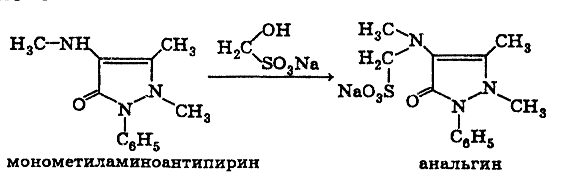 H₃C–NH
CH₃
O
N
N
CH₃
C₆H₅
монометиламиноантипирин
OH
H₂C
SO₃Na
H₃C
N
H₂C
NaO₃S
CH₃
O
N
N
CH₃
C₆H₅
анальгин